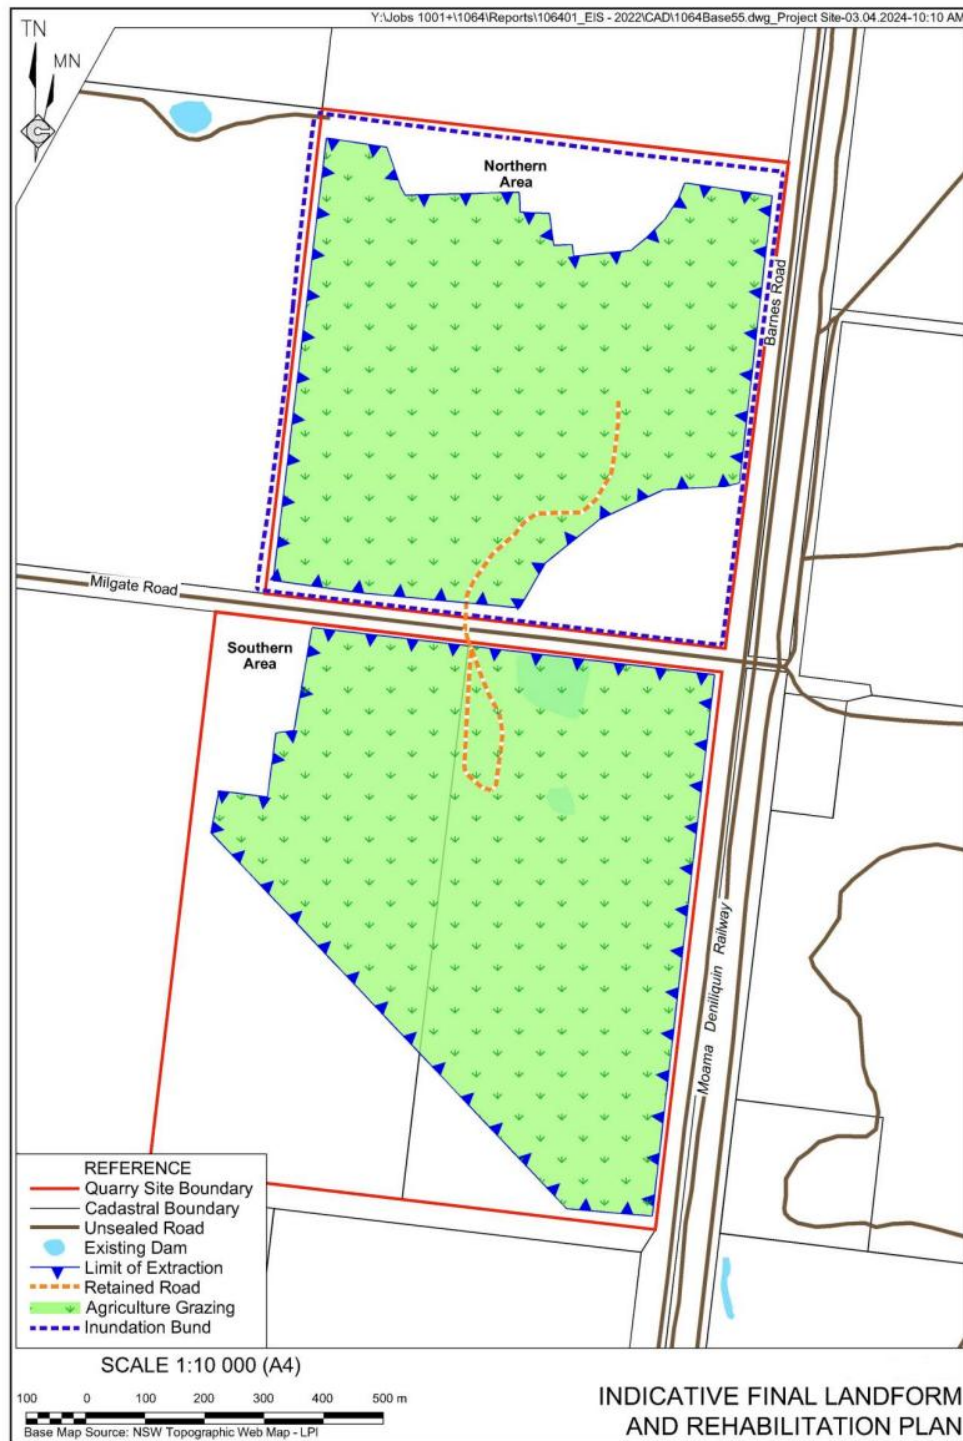 Y:\Jobs 1001+\1064\Reports\106401_EIS - 2022\CAD\1064Base55.dwg_Project Site-03.04.2024-10:10 AM
TN
MN
Northern
Area
Barnes Road
Milgate Road
Southern
Area
Moama Deniliquin Railway
REFERENCE
Quarry Site Boundary
Cadastral Boundary
Unsealed Road
Existing Dam
Limit of Extraction
Retained Road
Agriculture Grazing
Inundation Bund
SCALE 1:10 000 (A4)
100 0 100 200 300 400 500 m
Base Map Source: NSW Topographic Web Map - LPI
INDICATIVE FINAL LANDFORM
AND REHABILITATION PLAN